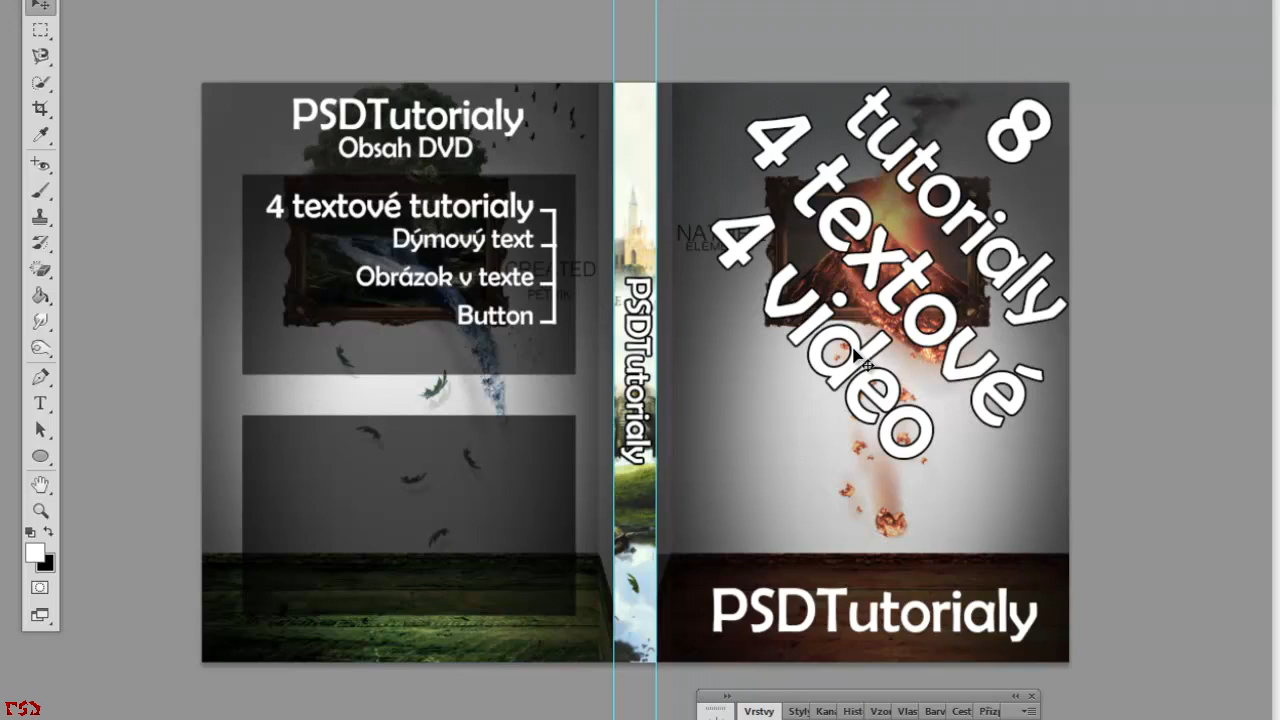 PSDTutorialy
Obsah DVD
4 textové tutorialy
Dýmový text
Obrázok v texte
Button
CREATED
PSDTutorialy
8
tutorialy
4 textové
4 video
PSDTutorialy
Vrstvy